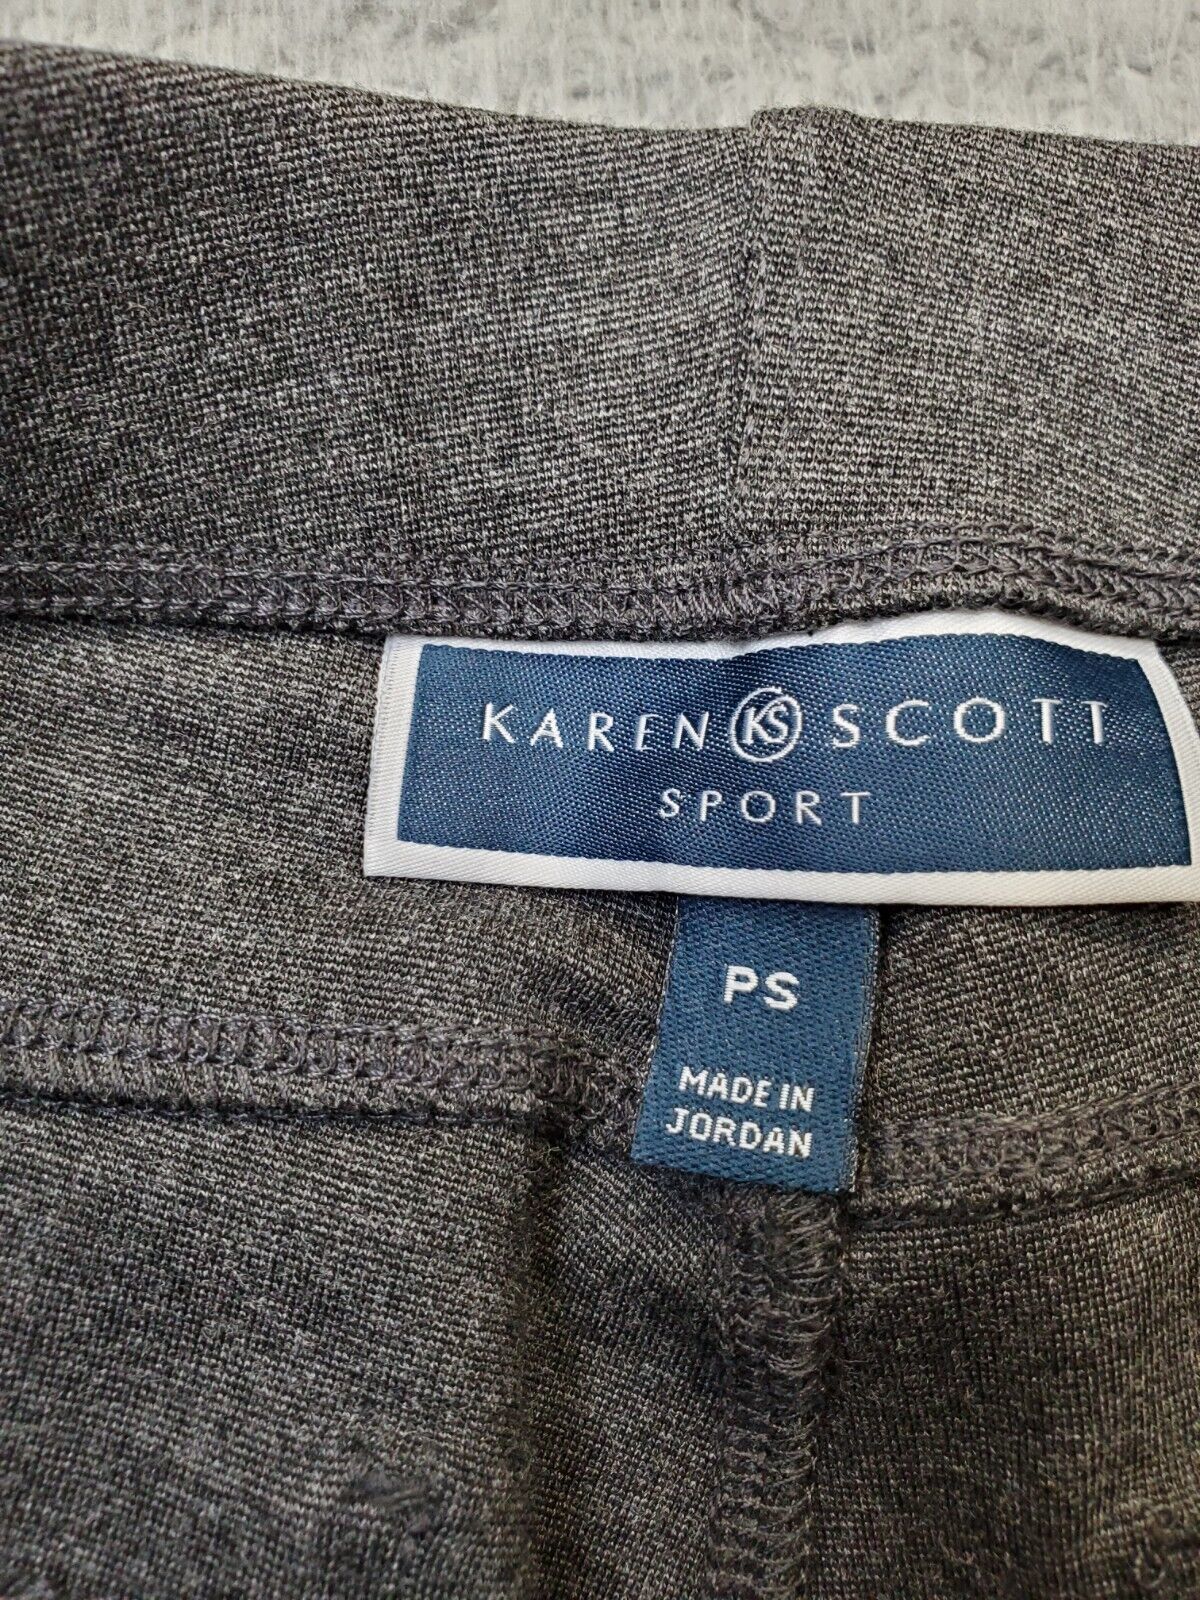 KAREN KS SCOTT
SPORT
PS
MADE IN
JORDAN